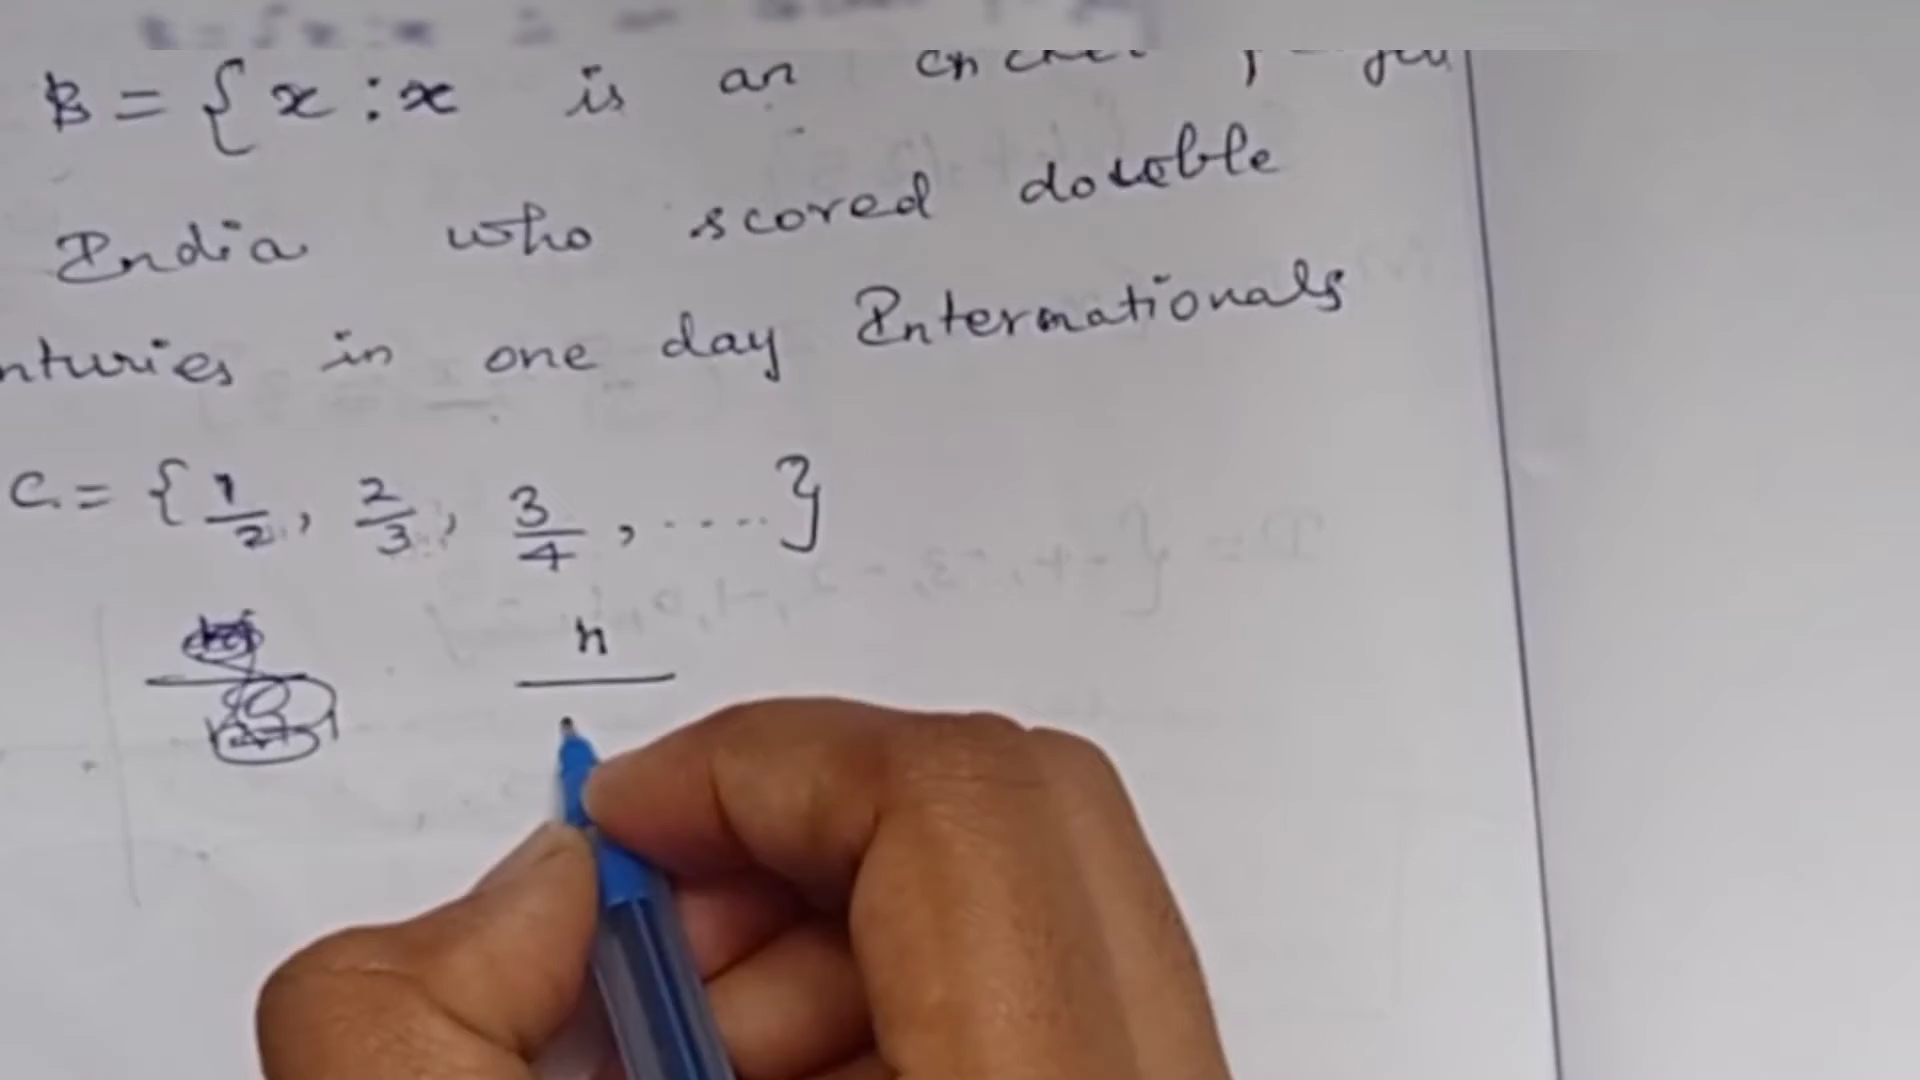 B = {x : x is an
India who scored double
nturies in one day Internationals
C = {1/2, 2/3, 3/4, .....}
n